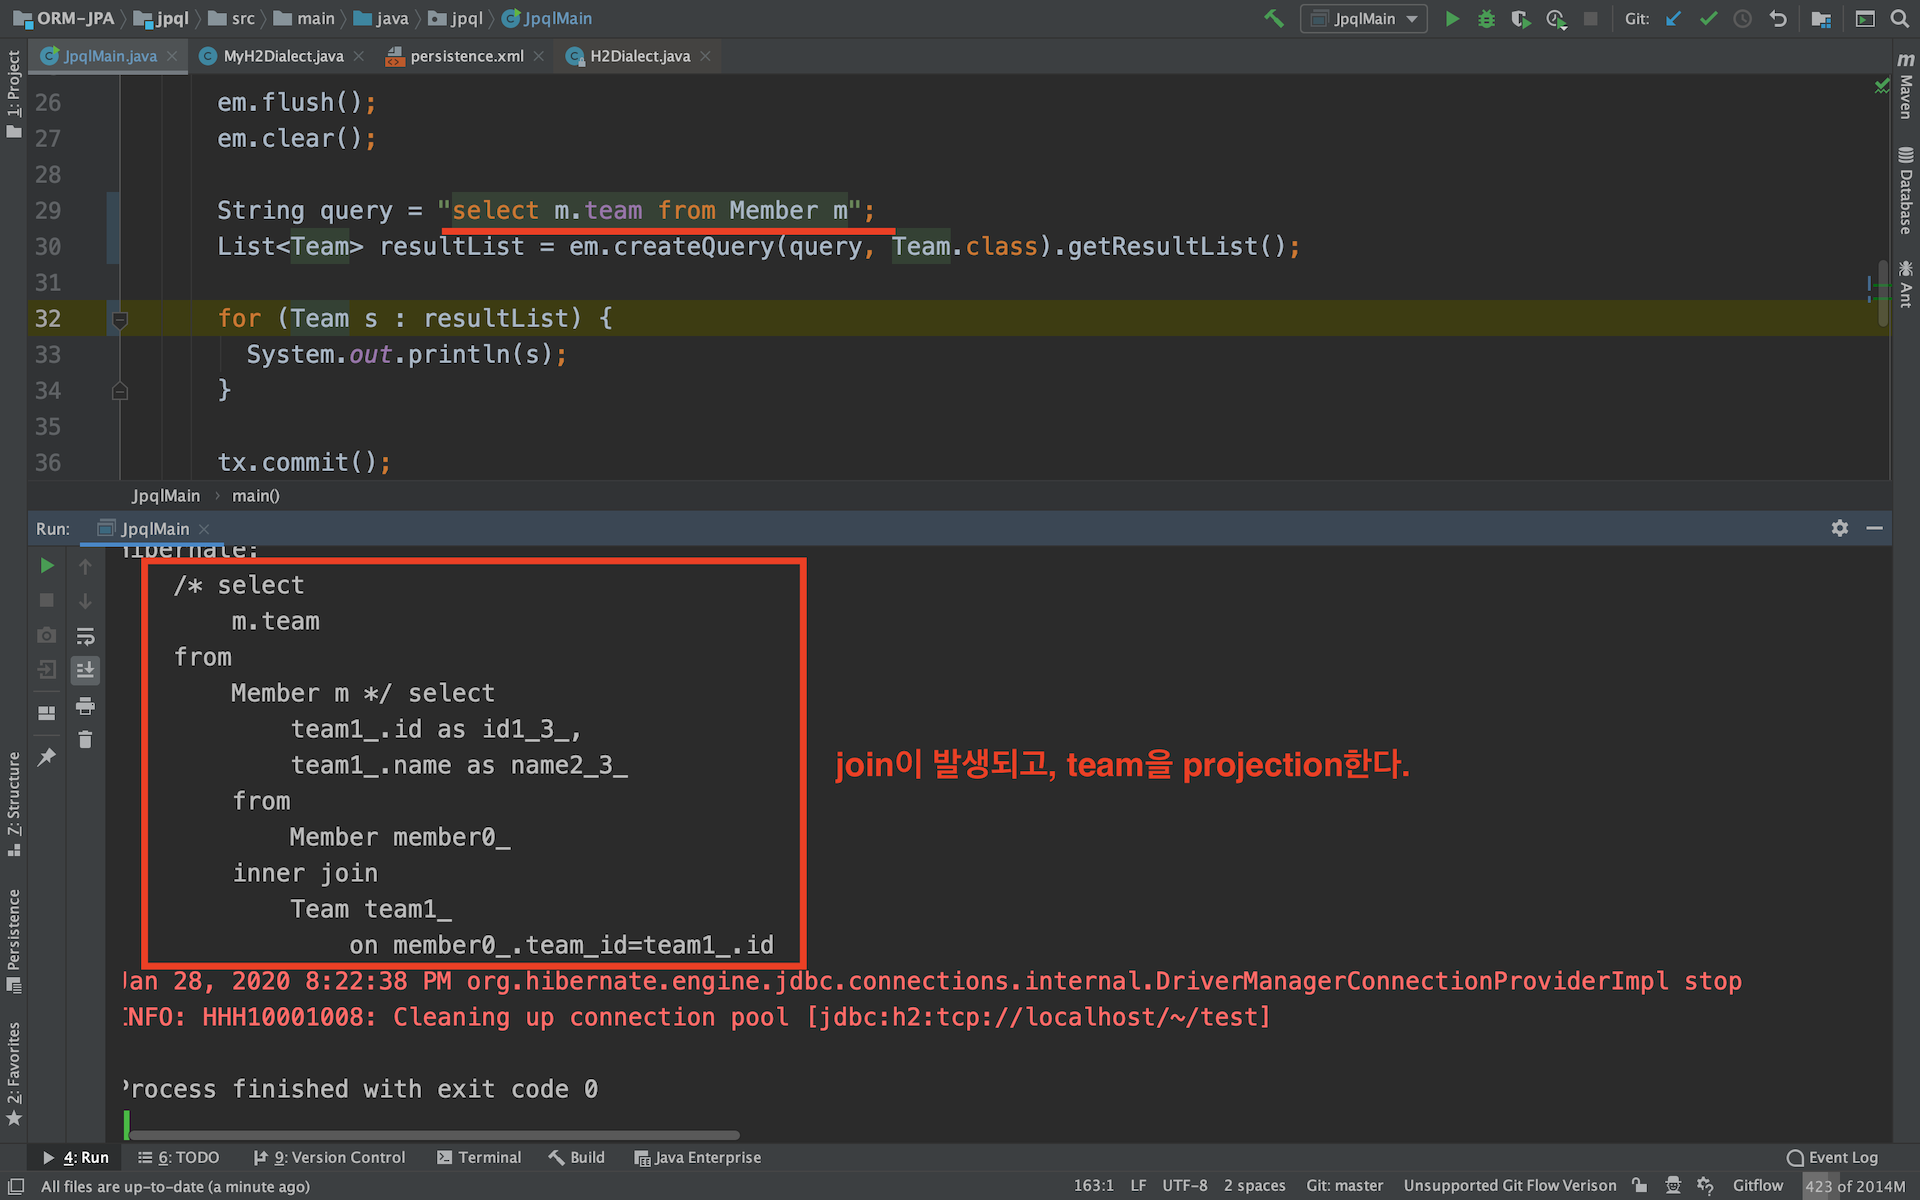 ORM-JPA jpql src main java jpql JpqlMain JpqlMain Git:
JpqlMain.java MyH2Dialect.java persistence.xml H2Dialect.java
1: Project
Maven
Database
Ant
26 em.flush();
27 em.clear();
28
29 String query = "select m.team from Member m";
30 List<Team> resultList = em.createQuery(query, Team.class).getResultList();
31
32 for (Team s : resultList) {
33 System.out.println(s);
34 }
35
36 tx.commit();
JpqlMain › main()
Run: JpqlMain
Hibernate:
/* select
m.team
from
Member m */ select
team1_.id as id1_3_,
team1_.name as name2_3_
from
Member member0_
inner join
Team team1_
on member0_.team_id=team1_.id
join이 발생되고, team을 projection한다.
Jan 28, 2020 8:22:38 PM org.hibernate.engine.jdbc.connections.internal.DriverManagerConnectionProviderImpl stop
INFO: HHH10001008: Cleaning up connection pool [jdbc:h2:tcp://localhost/~/test]
Process finished with exit code 0
7: Structure
Persistence
2: Favorites
4: Run 6: TODO 9: Version Control Terminal Build Java Enterprise Event Log
All files are up-to-date (a minute ago) 163:1 LF UTF-8 2 spaces Git: master Unsupported Git Flow Verison Gitflow 423 of 2014M